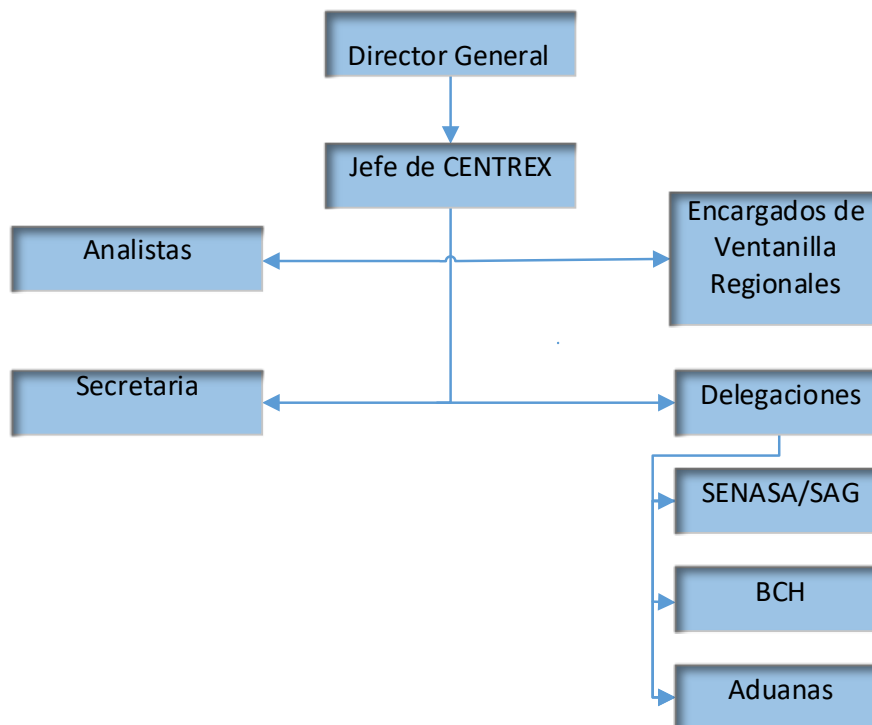 Director General
Jefe de CENTREX
Analistas
Encargados de
Ventanilla
Regionales
Secretaria
Delegaciones
SENASA/SAG
BCH
Aduanas